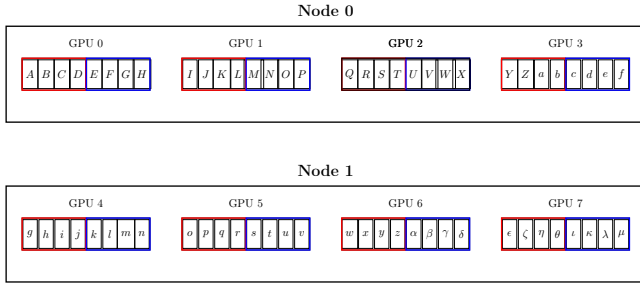 Node 0
GPU 0 GPU 1 GPU 2 GPU 3
A B C D E F G H I J K L M N O P Q R S T U V W X Y Z a b c d e f
Node 1
GPU 4 GPU 5 GPU 6 GPU 7
g h i j k l m n o p q r s t u v w x y z α β γ δ ϵ ζ η θ ι κ λ μ